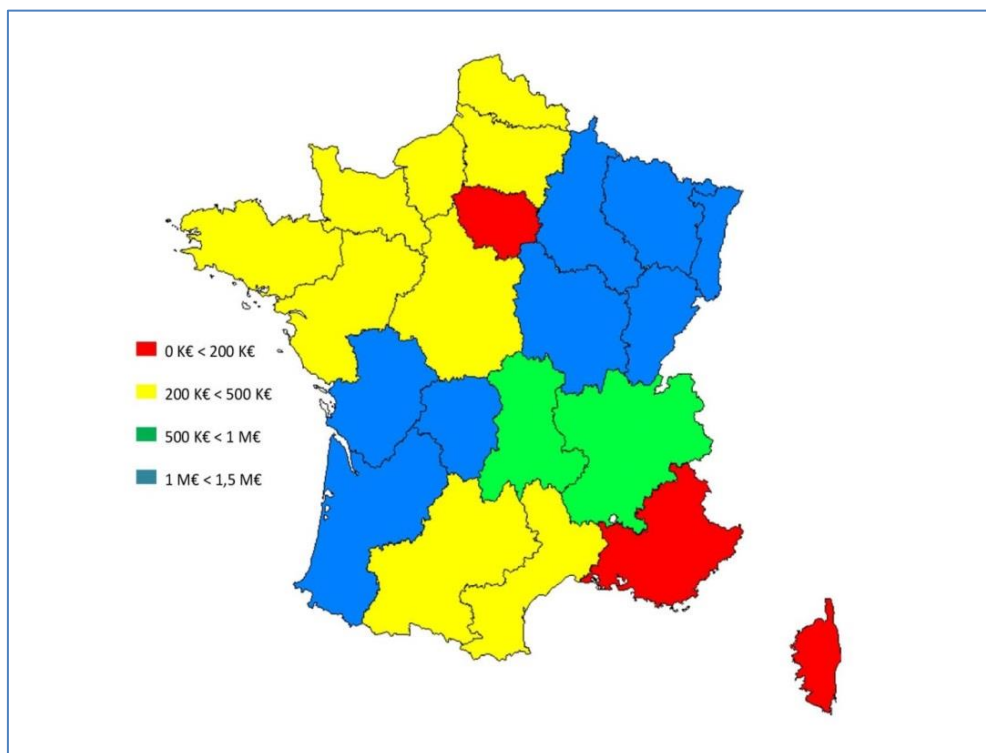 0 K€ < 200 K€
200 K€ < 500 K€
500 K€ < 1 M€
1 M€ < 1,5 M€